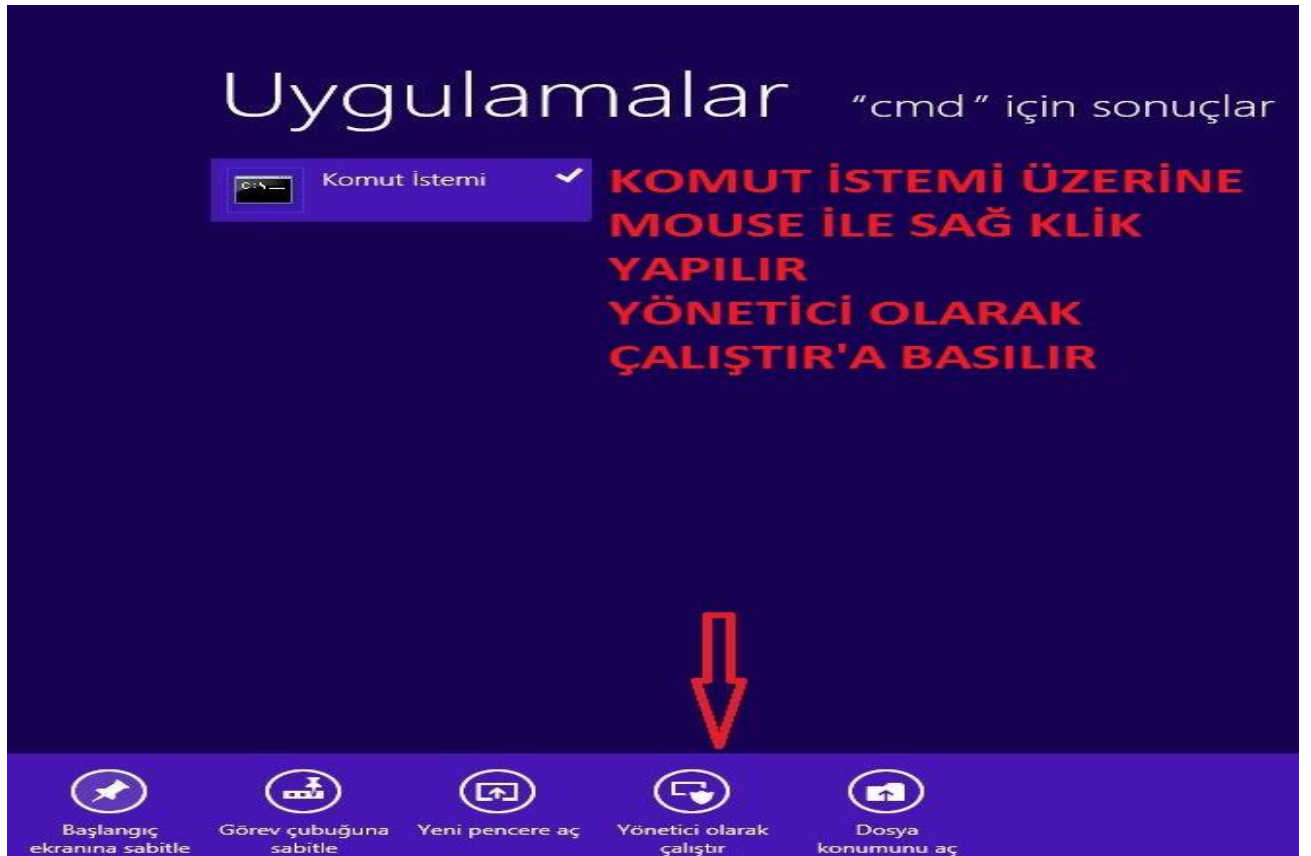 Uygulamalar "cmd" için sonuçlar
C:\_
Komut İstemi
KOMUT İSTEMİ ÜZERİNE
MOUSE İLE SAĞ KLİK
YAPILIR
YÖNETİCİ OLARAK
ÇALIŞTIR'A BASILIR
Başlangıç
ekranına sabitle
Görev çubuğuna
sabitle
Yeni pencere aç
Yönetici olarak
çalıştır
Dosya
konumunu aç